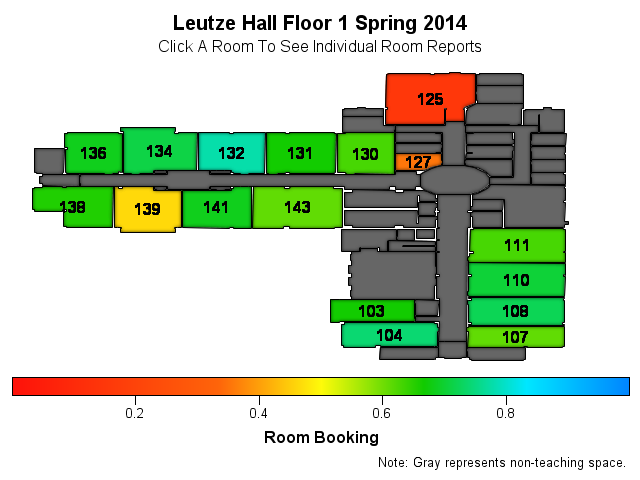 Leutze Hall Floor 1 Spring 2014
Click A Room To See Individual Room Reports
125
136 134 132 131 130 127
138 139 141 143
111
110
103 108
104 107
0.2 0.4 0.6 0.8
Room Booking
Note: Gray represents non-teaching space.